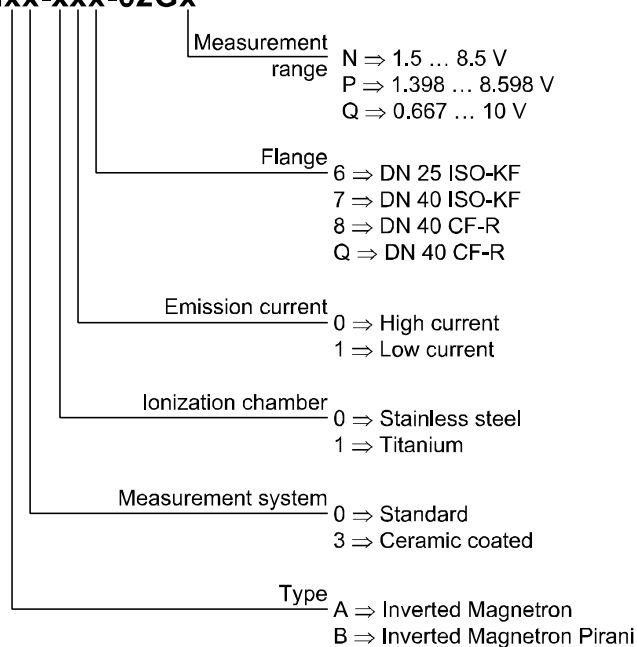 Measurement range
N ⇒ 1.5 … 8.5 V
P ⇒ 1.398 … 8.598 V
Q ⇒ 0.667 … 10 V
Flange
6 ⇒ DN 25 ISO-KF
7 ⇒ DN 40 ISO-KF
8 ⇒ DN 40 CF-R
Q ⇒ DN 40 CF-R
Emission current
0 ⇒ High current
1 ⇒ Low current
Ionization chamber
0 ⇒ Stainless steel
1 ⇒ Titanium
Measurement system
0 ⇒ Standard
3 ⇒ Ceramic coated
Type
A ⇒ Inverted Magnetron
B ⇒ Inverted Magnetron Pirani